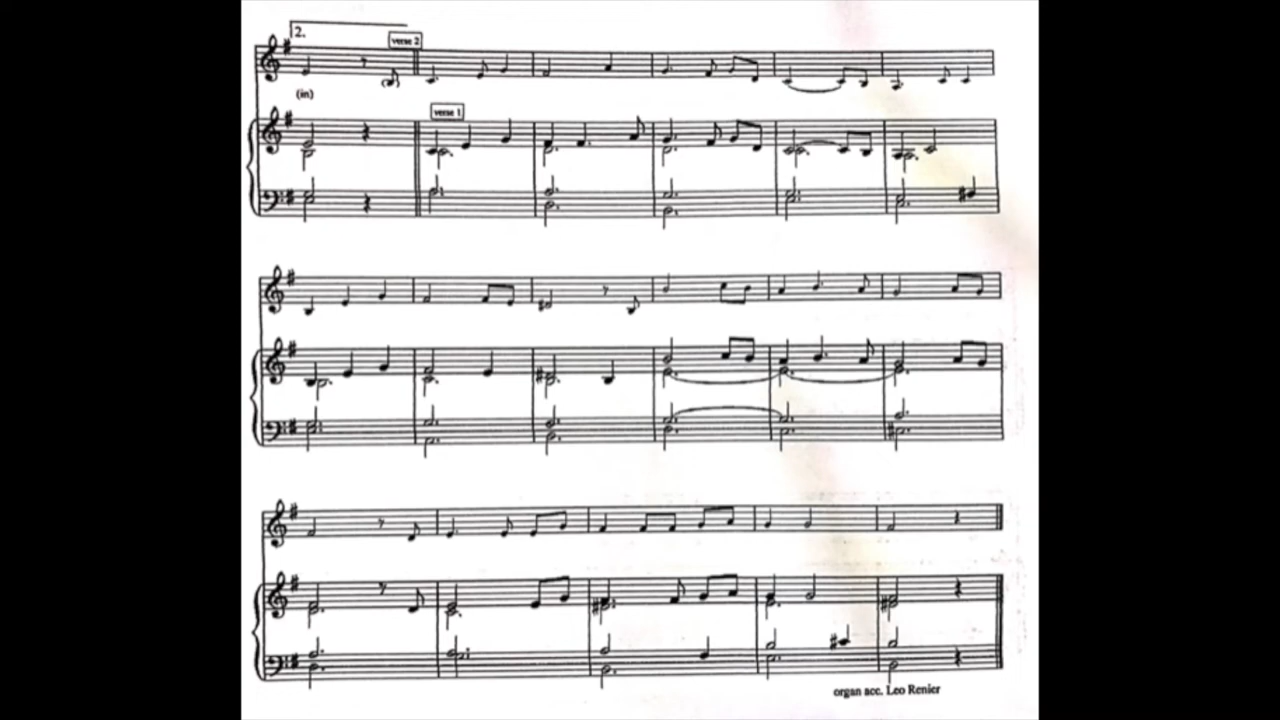 2.
verse 2
(in)
verse 1
organ acc. Leo Renier